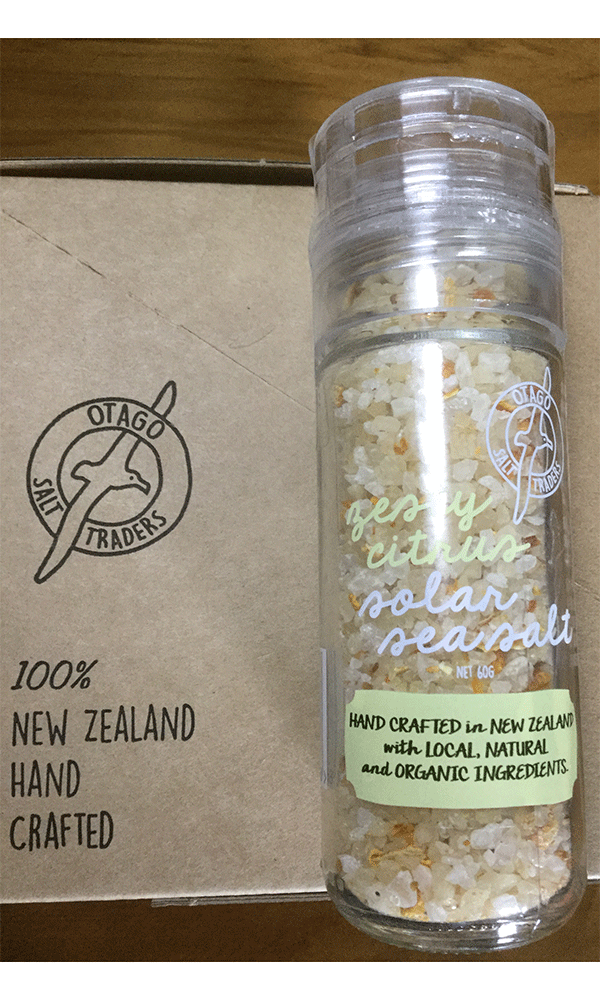 OTAGO
SALT TRADERS
100%
NEW ZEALAND
HAND
CRAFTED
OTAGO
SALT TRADERS
zesty
citrus
solar
sea salt
NET 60G
HAND CRAFTED in NEW ZEALAND
with LOCAL, NATURAL
and ORGANIC INGREDIENTS.